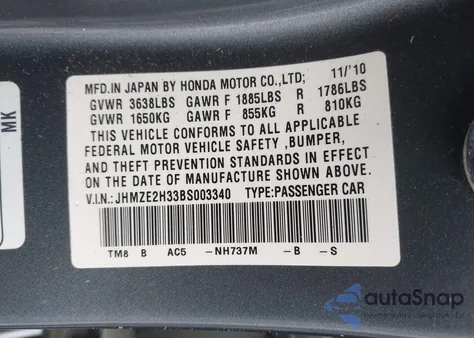 MK
MFD.IN JAPAN BY HONDA MOTOR CO.,LTD; 11/'10
GVWR 3638LBS GAWR F 1885LBS R 1786LBS
GVWR 1650KG GAWR F 855KG R 810KG
THIS VEHICLE CONFORMS TO ALL APPLICABLE
FEDERAL MOTOR VEHICLE SAFETY ,BUMPER,
AND THEFT PREVENTION STANDARDS IN EFFECT
ON THE DATE OF MANUFACTURE SHOWN ABOVE.
V.I.N.:JHMZE2H33BS003340 TYPE:PASSENGER CAR
TM8 B AC5 -NH737M -B -S
autoSnap